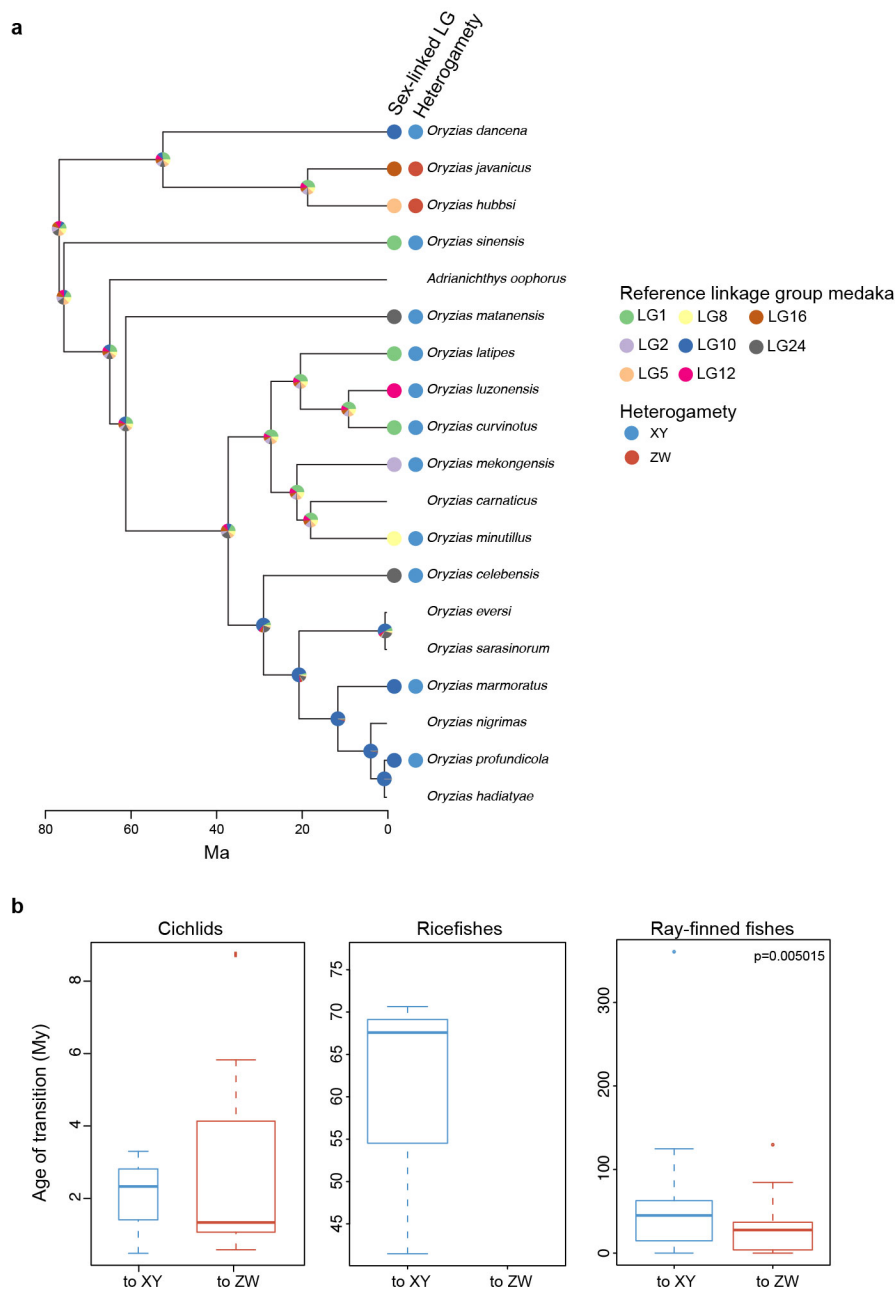 a
Sex-linked LG
Heterogamety
Oryzias dancena
Oryzias javanicus
Oryzias hubbsi
Oryzias sinensis
Adrianichthys oophorus
Oryzias matanensis
Oryzias latipes
Oryzias luzonensis
Oryzias curvinotus
Oryzias mekongensis
Oryzias carnaticus
Oryzias minutillus
Oryzias celebensis
Oryzias eversi
Oryzias sarasinorum
Oryzias marmoratus
Oryzias nigrimas
Oryzias profundicola
Oryzias hadiatyae
80 60 40 20 0
Ma
Reference linkage group medaka
LG1 LG8 LG16
LG2 LG10 LG24
LG5 LG12
Heterogamety
XY
ZW
b
Cichlids
Age of transition (My)
8
6
4
2
to XY to ZW
Ricefishes
75
70
65
60
55
50
45
to XY to ZW
Ray-finned fishes
p=0.005015
300
200
100
0
to XY to ZW